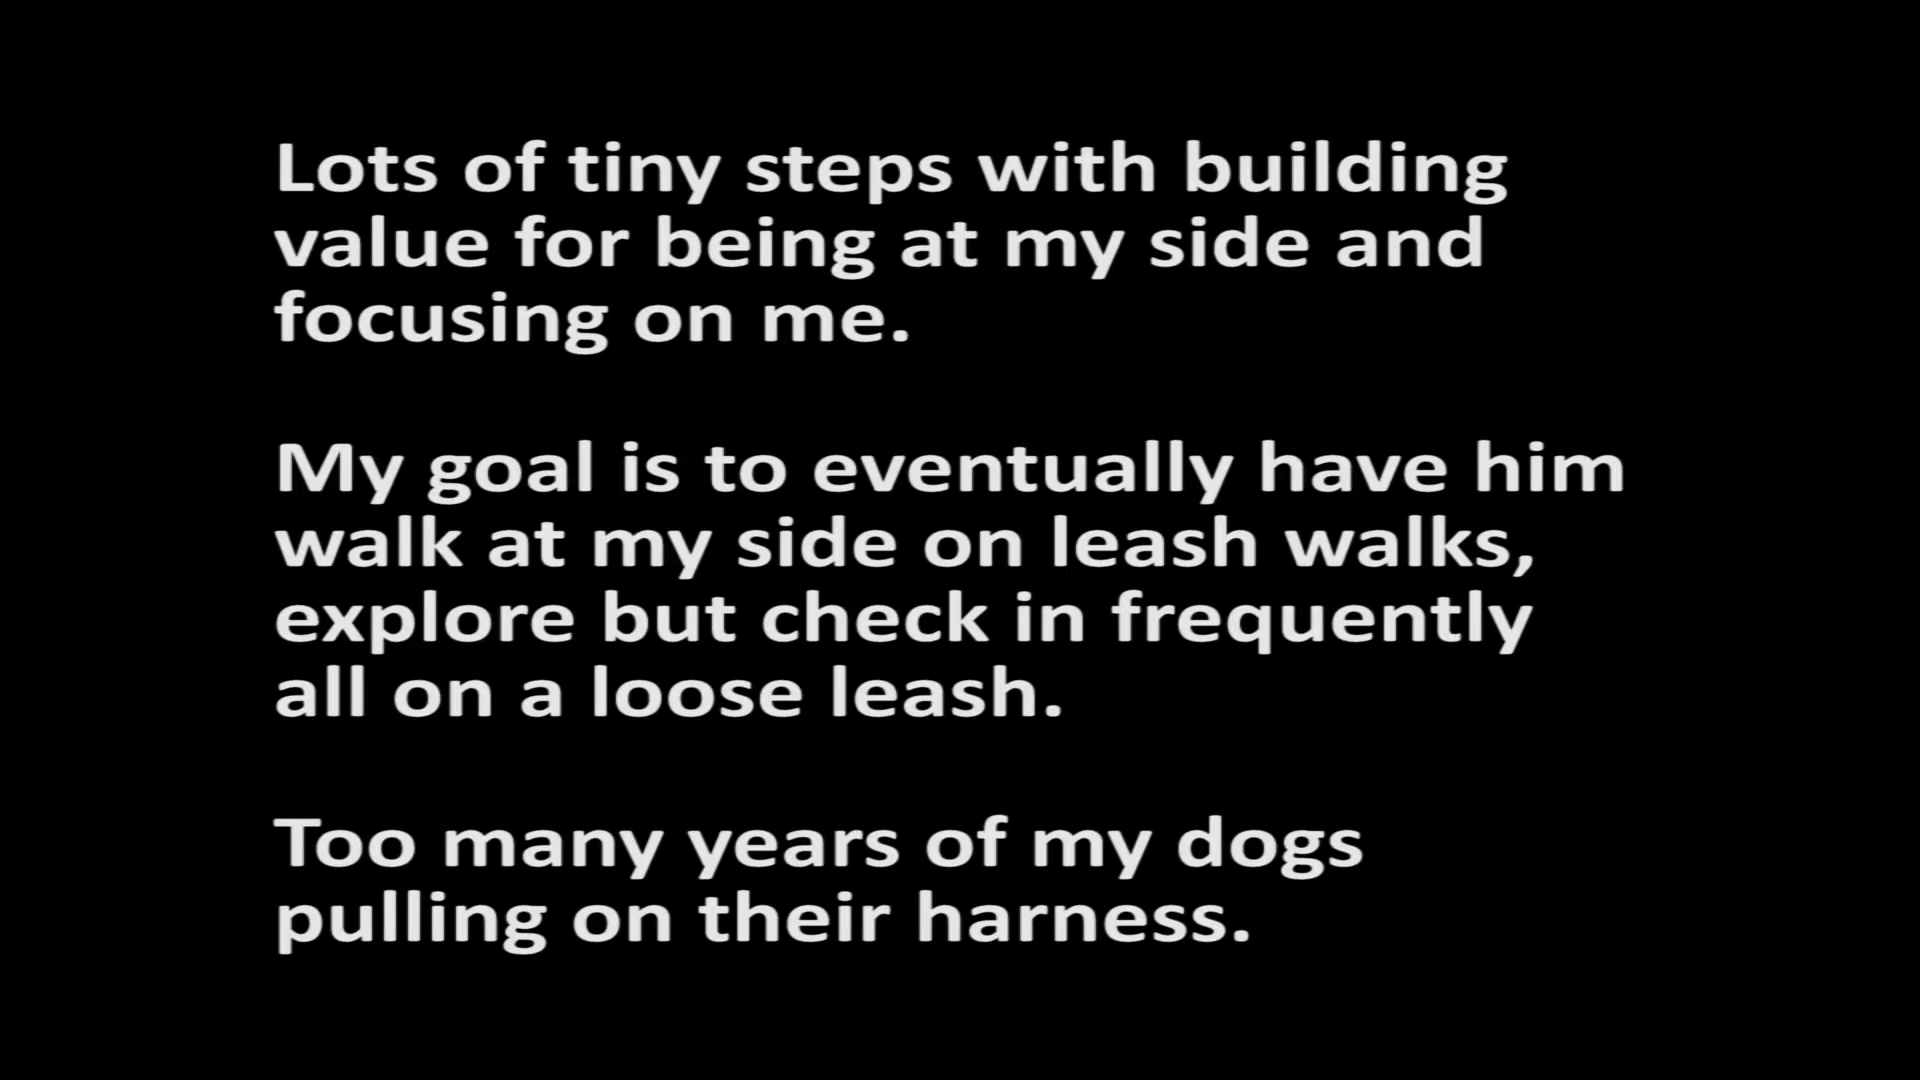 Lots of tiny steps with building
value for being at my side and
focusing on me.
My goal is to eventually have him
walk at my side on leash walks,
explore but check in frequently
all on a loose leash.
Too many years of my dogs
pulling on their harness.